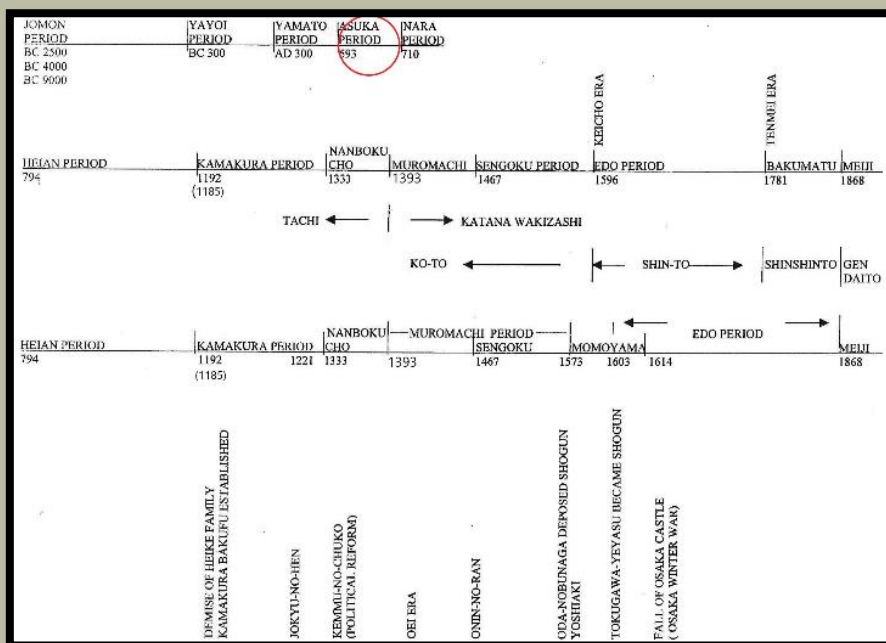 JOMON PERIOD YAYOI PERIOD YAMATO PERIOD ASUKA PERIOD NARA PERIOD
BC 2500 BC 300 AD 300 593 710
BC 4000
BC 9000
KEICHO ERA
TENMEI ERA
HEIAN PERIOD KAMAKURA PERIOD NANBOKU CHO MUROMACHI SENGOKU PERIOD EDO PERIOD BAKUMATU MEIJI
794 1192 1333 1393 1467 1596 1781 1868
(1185)
TACHI KATANA WAKIZASHI
KO-TO SHIN-TO SHINSHINTO GEN DAITO
HEIAN PERIOD KAMAKURA PERIOD NANBOKU CHO MUROMACHI PERIOD SENGOKU MOMOYAMA EDO PERIOD MEIJI
794 1192 1221 1333 1393 1467 1573 1603 1614 1868
(1185)
DEMISE OF HEIKE FAMILY
KAMAKURA BAKUFU ESTABLISHED
JOKYU-NO-HEN
KEMMU-NO-CHUKO
(POLITICAL REFORM)
OEI ERA
ONIN-NO-RAN
ODA-NOBUNAGA DEPOSED SHOGUN
YOSHIAKI
TOKUGAWA-YEYASU BECAME SHOGUN
FALL OF OSAKA CASTLE
(OSAKA WINTER WAR)